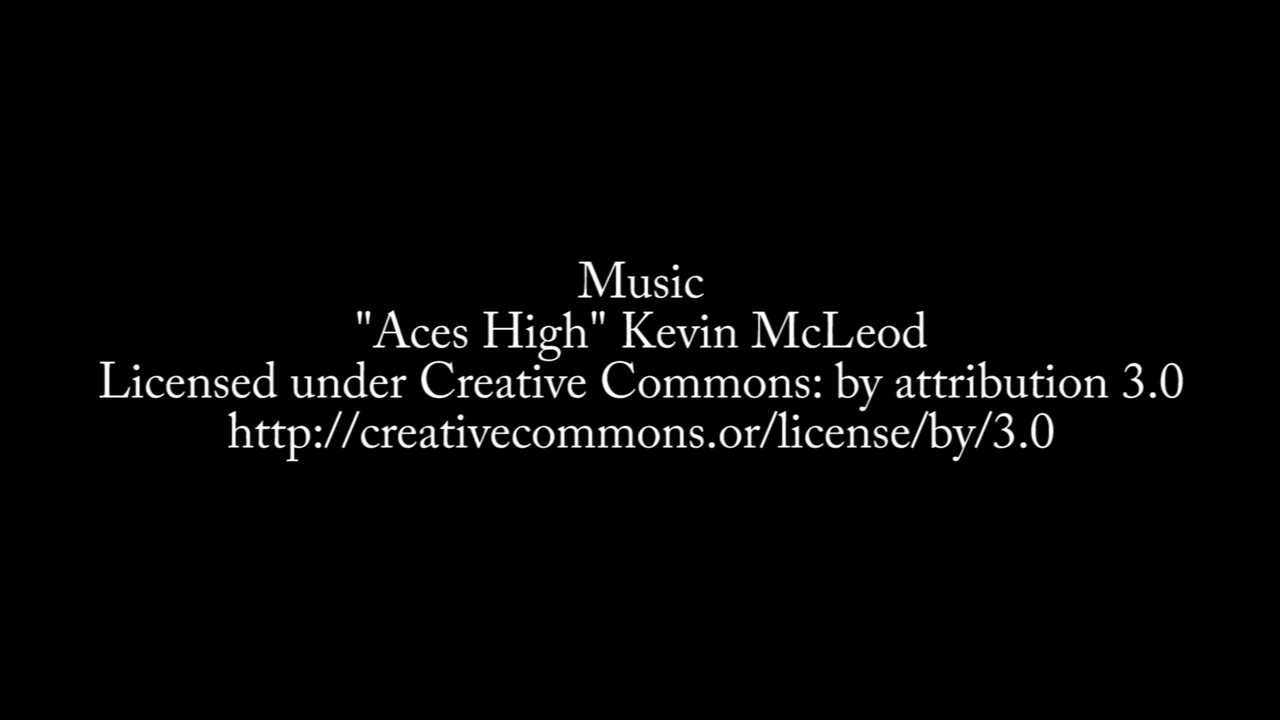 Music
"Aces High" Kevin McLeod
Licensed under Creative Commons: by attribution 3.0
http://creativecommons.or/license/by/3.0